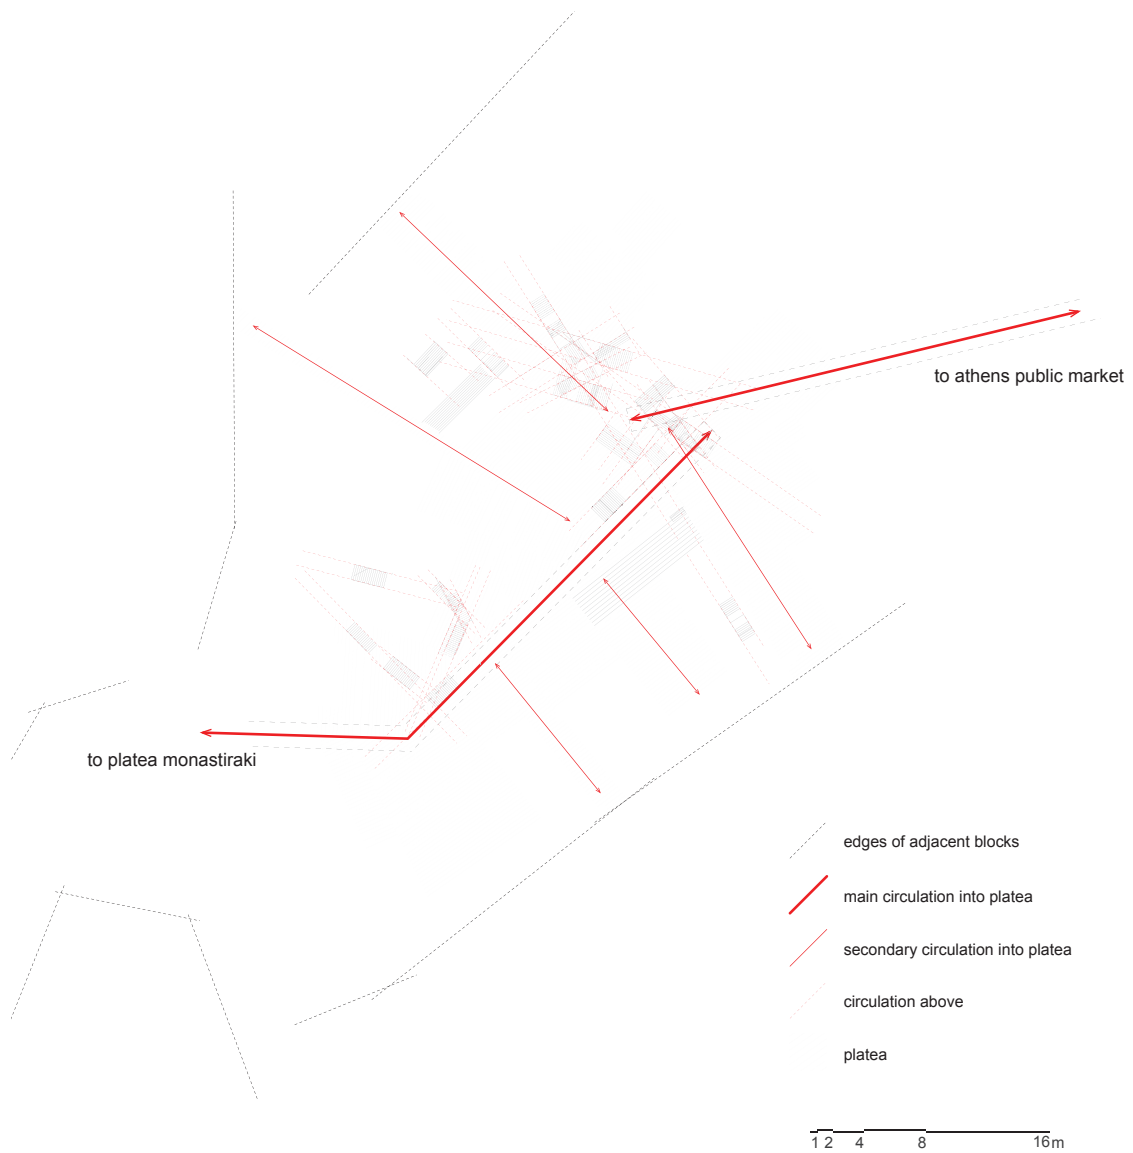 to athens public market
to platea monastiraki
edges of adjacent blocks
main circulation into platea
secondary circulation into platea
circulation above
platea
1 2 4 8 16m